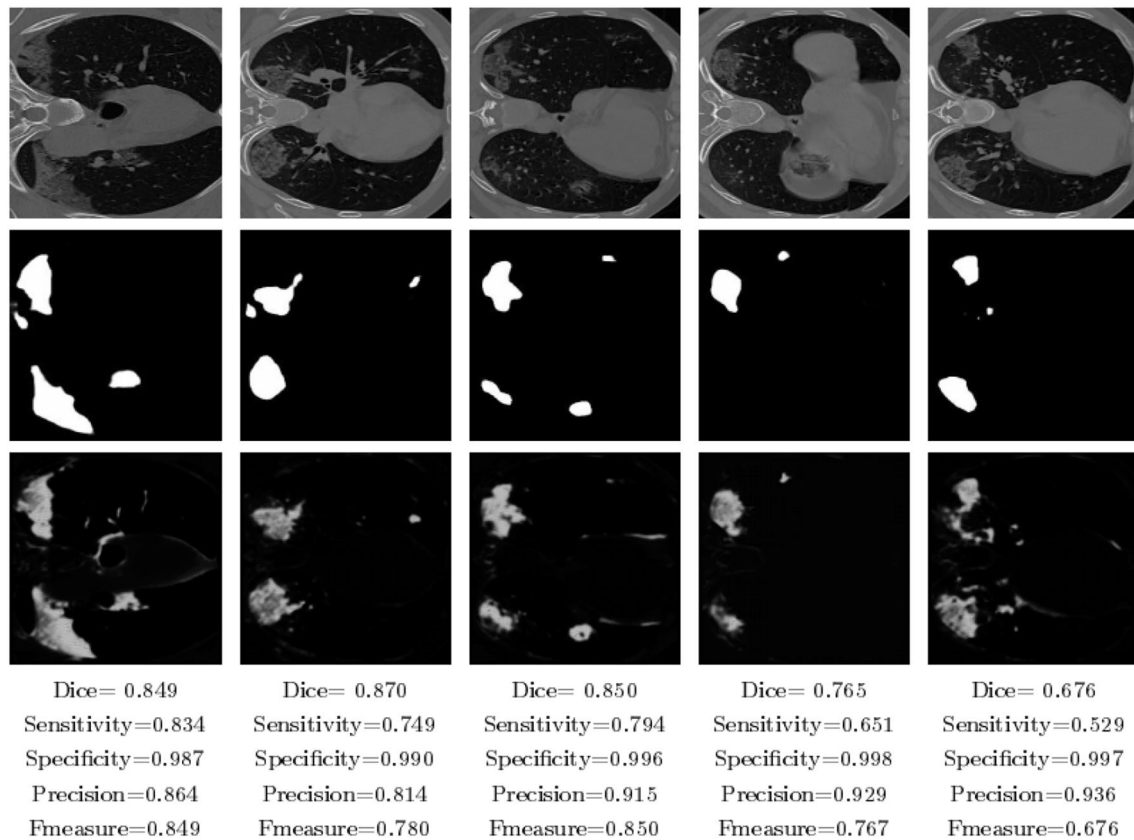 Dice= 0.849 Dice= 0.870 Dice= 0.850 Dice= 0.765 Dice= 0.676
Sensitivity=0.834 Sensitivity=0.749 Sensitivity=0.794 Sensitivity=0.651 Sensitivity=0.529
Specificity=0.987 Specificity=0.990 Specificity=0.996 Specificity=0.998 Specificity=0.997
Precision=0.864 Precision=0.814 Precision=0.915 Precision=0.929 Precision=0.936
Fmeasure=0.849 Fmeasure=0.780 Fmeasure=0.850 Fmeasure=0.767 Fmeasure=0.676